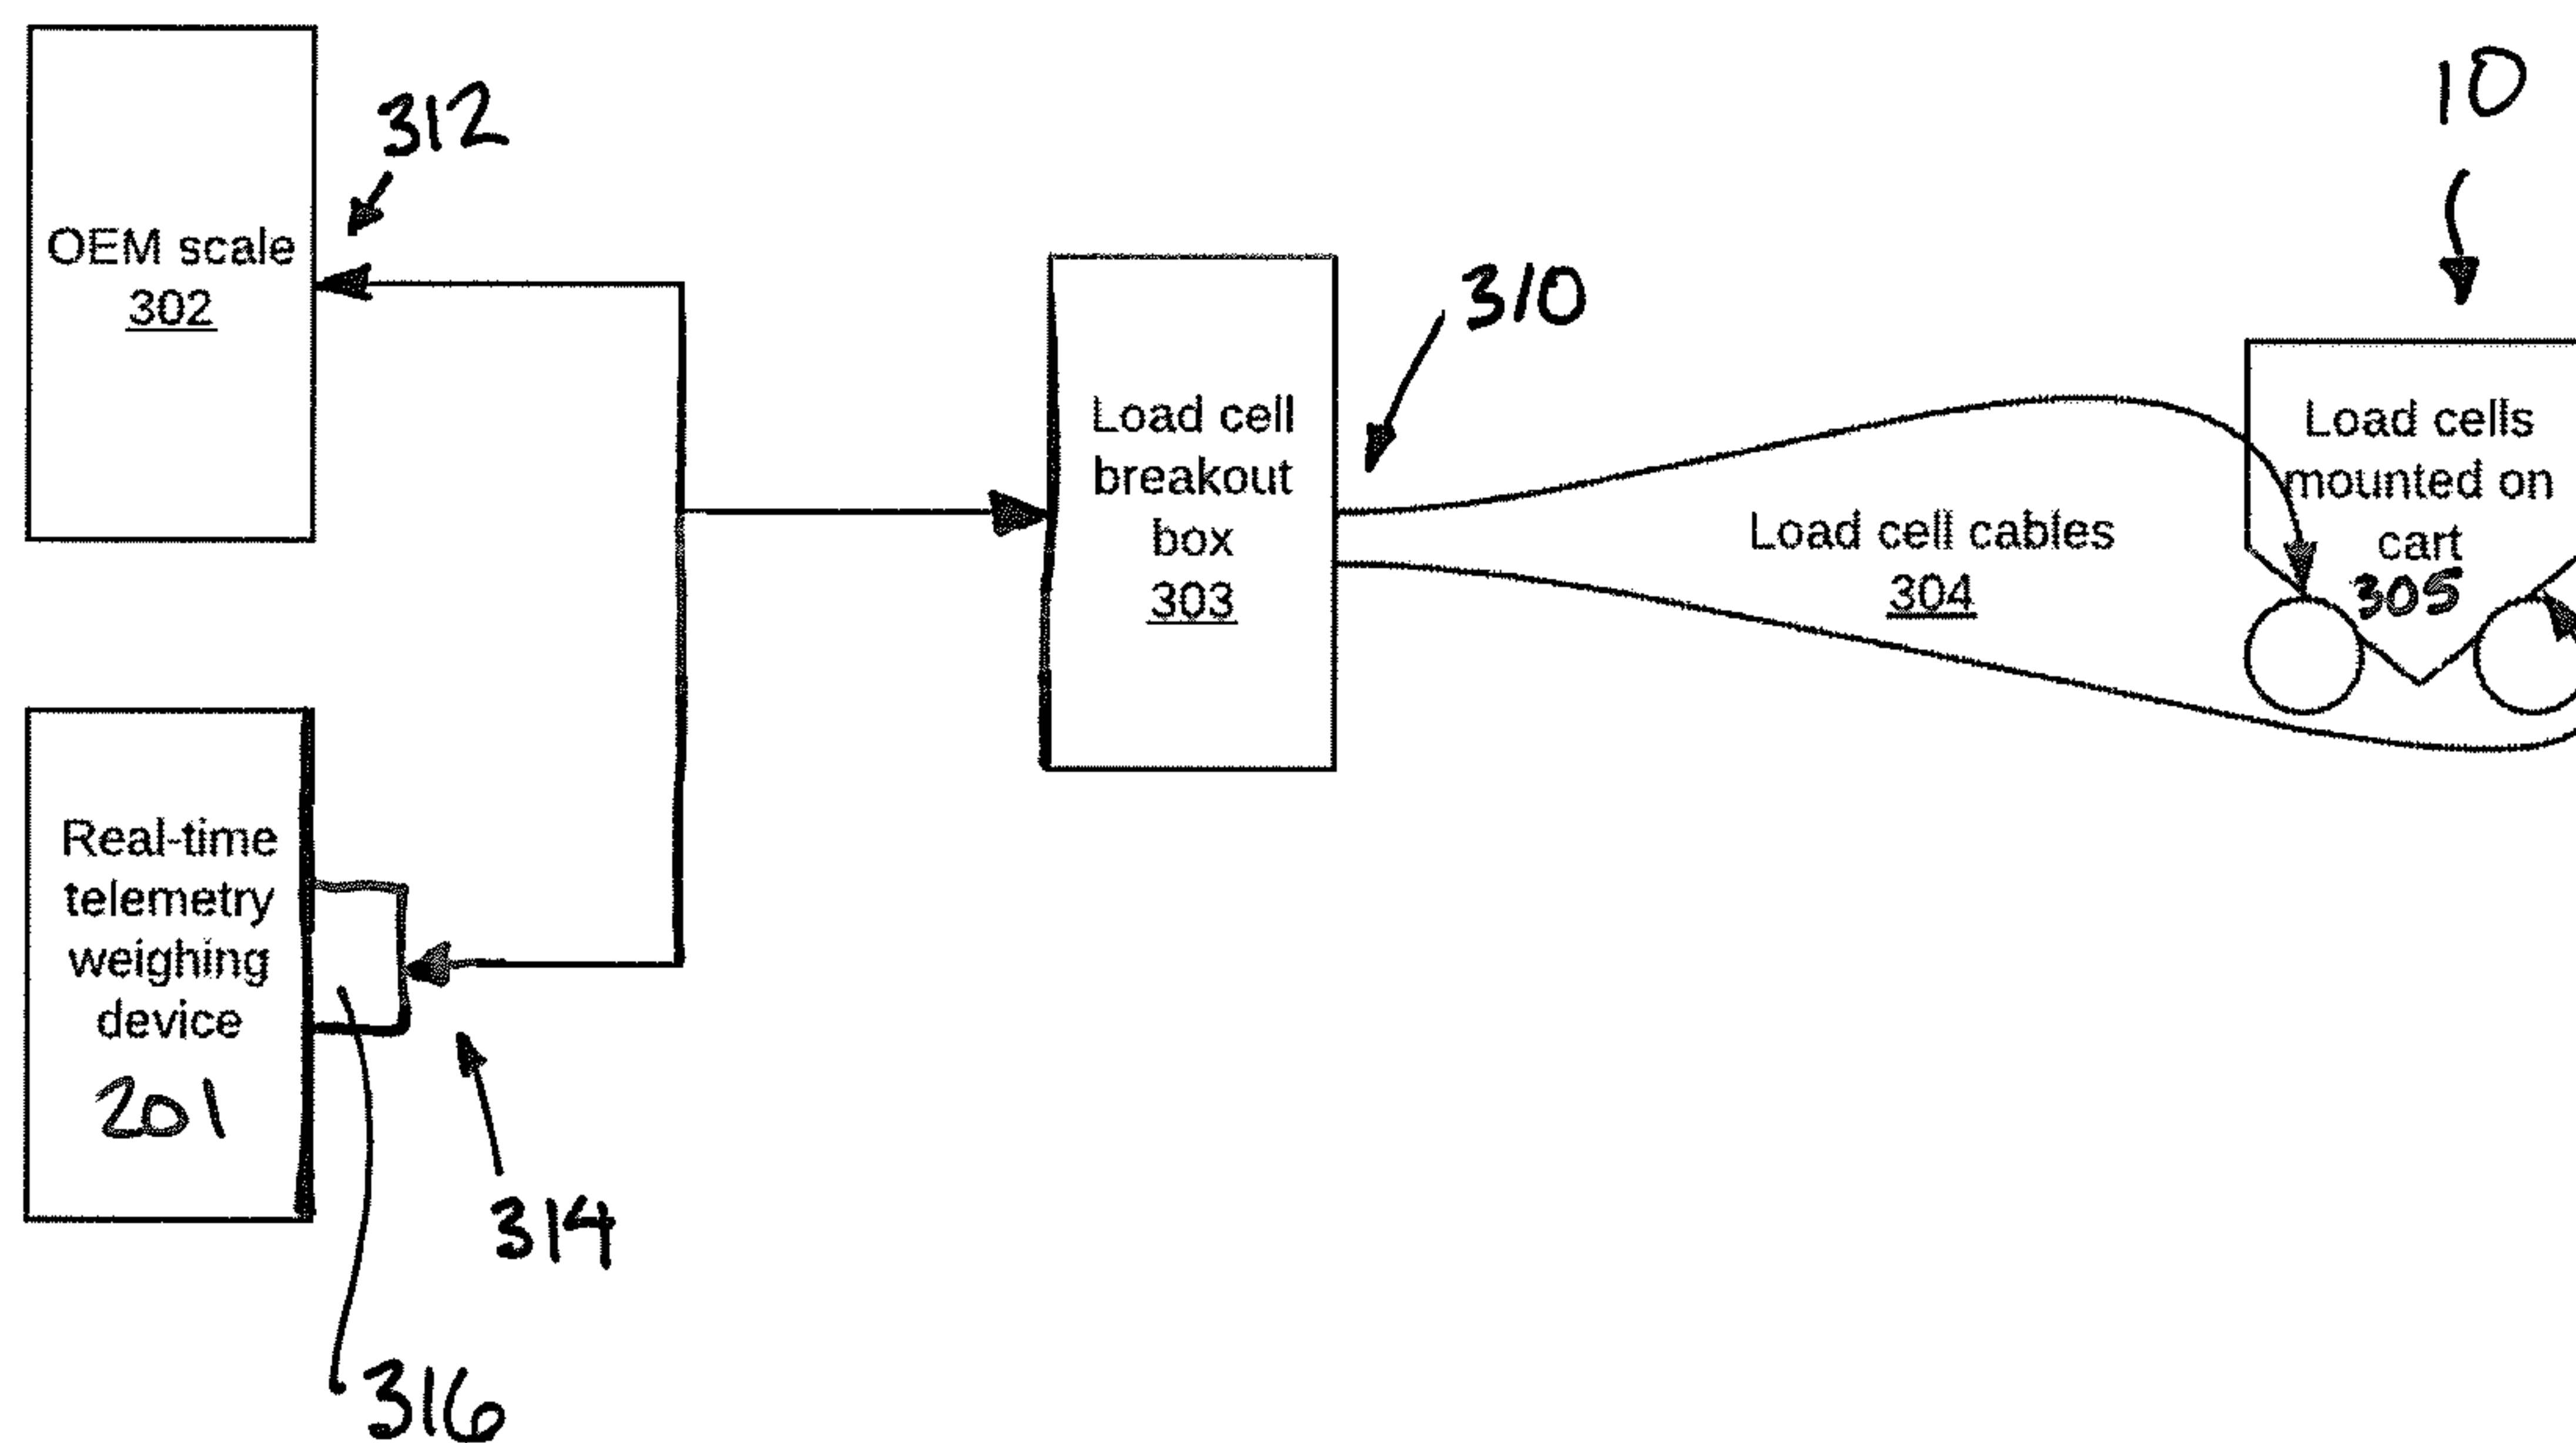 10
312
OEM scale
302
310
Load cell
breakout
box
303
Load cell cables
304
Load cells
mounted on
cart
305
Real-time
telemetry
weighing
device
201
314
316